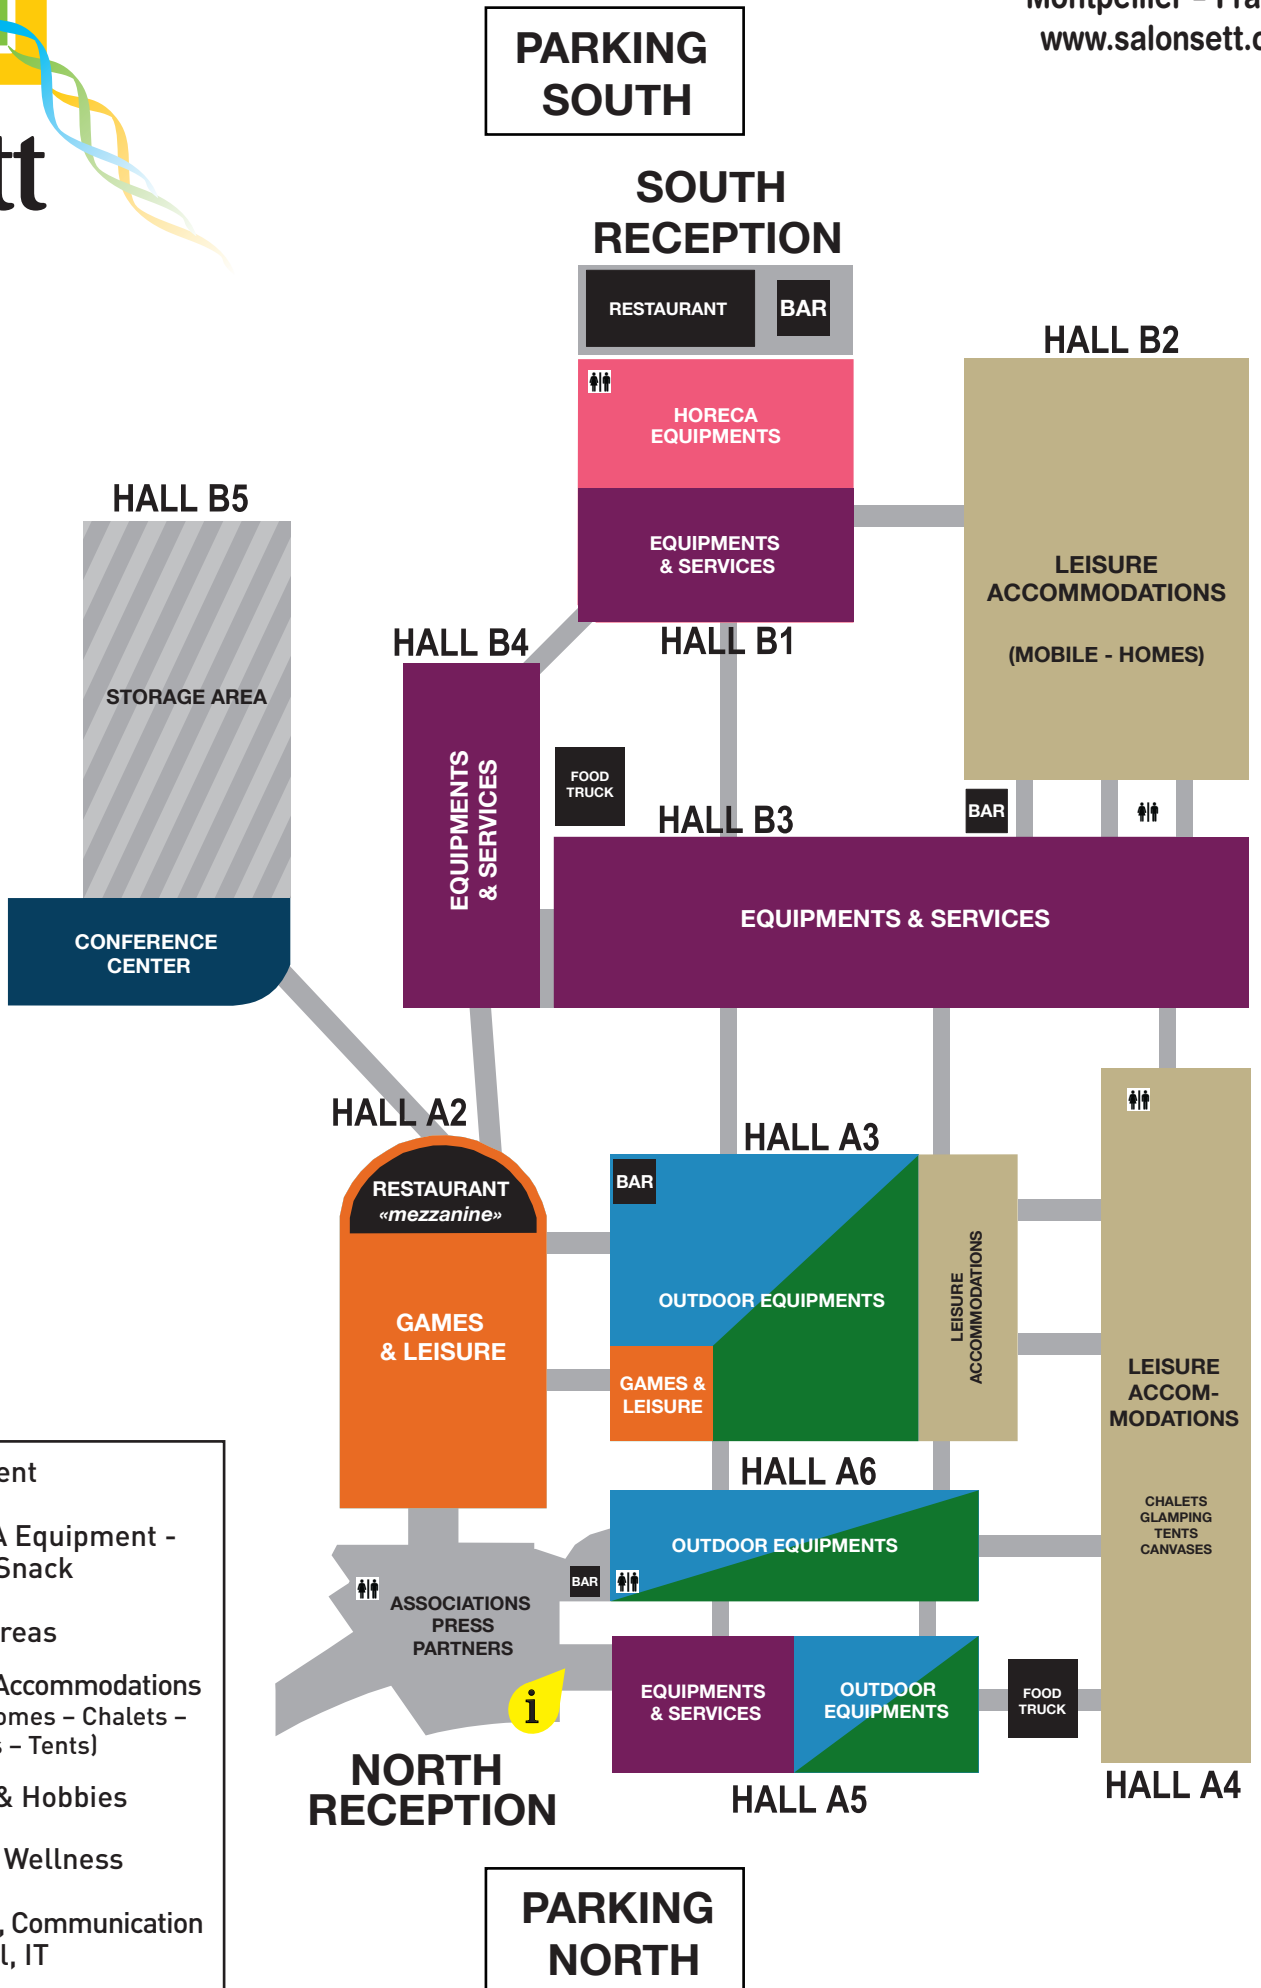 Montpellier - Fra
www.salonsett.c
tt
PARKING
SOUTH
SOUTH
RECEPTION
RESTAURANT
BAR
HALL B2
HORECA
EQUIPMENTS
HALL B5
EQUIPMENTS
& SERVICES
LEISURE
ACCOMMODATIONS
(MOBILE - HOMES)
HALL B4
HALL B1
STORAGE AREA
EQUIPMENTS
& SERVICES
FOOD
TRUCK
HALL B3
BAR
EQUIPMENTS & SERVICES
CONFERENCE
CENTER
HALL A2
HALL A3
RESTAURANT
«mezzanine»
BAR
GAMES
& LEISURE
OUTDOOR EQUIPMENTS
LEISURE
ACCOMMODATIONS
GAMES &
LEISURE
LEISURE
ACCOM-
MODATIONS
CHALETS
GLAMPING
TENTS
CANVASES
HALL A6
OUTDOOR EQUIPMENTS
BAR
ASSOCIATIONS
PRESS
PARTNERS
i
EQUIPMENTS
& SERVICES
OUTDOOR
EQUIPMENTS
FOOD
TRUCK
NORTH
RECEPTION
HALL A5
HALL A4
PARKING
NORTH
ent
A Equipment -
Snack
reas
Accommodations
omes – Chalets –
s – Tents)
& Hobbies
Wellness
, Communication
l, IT